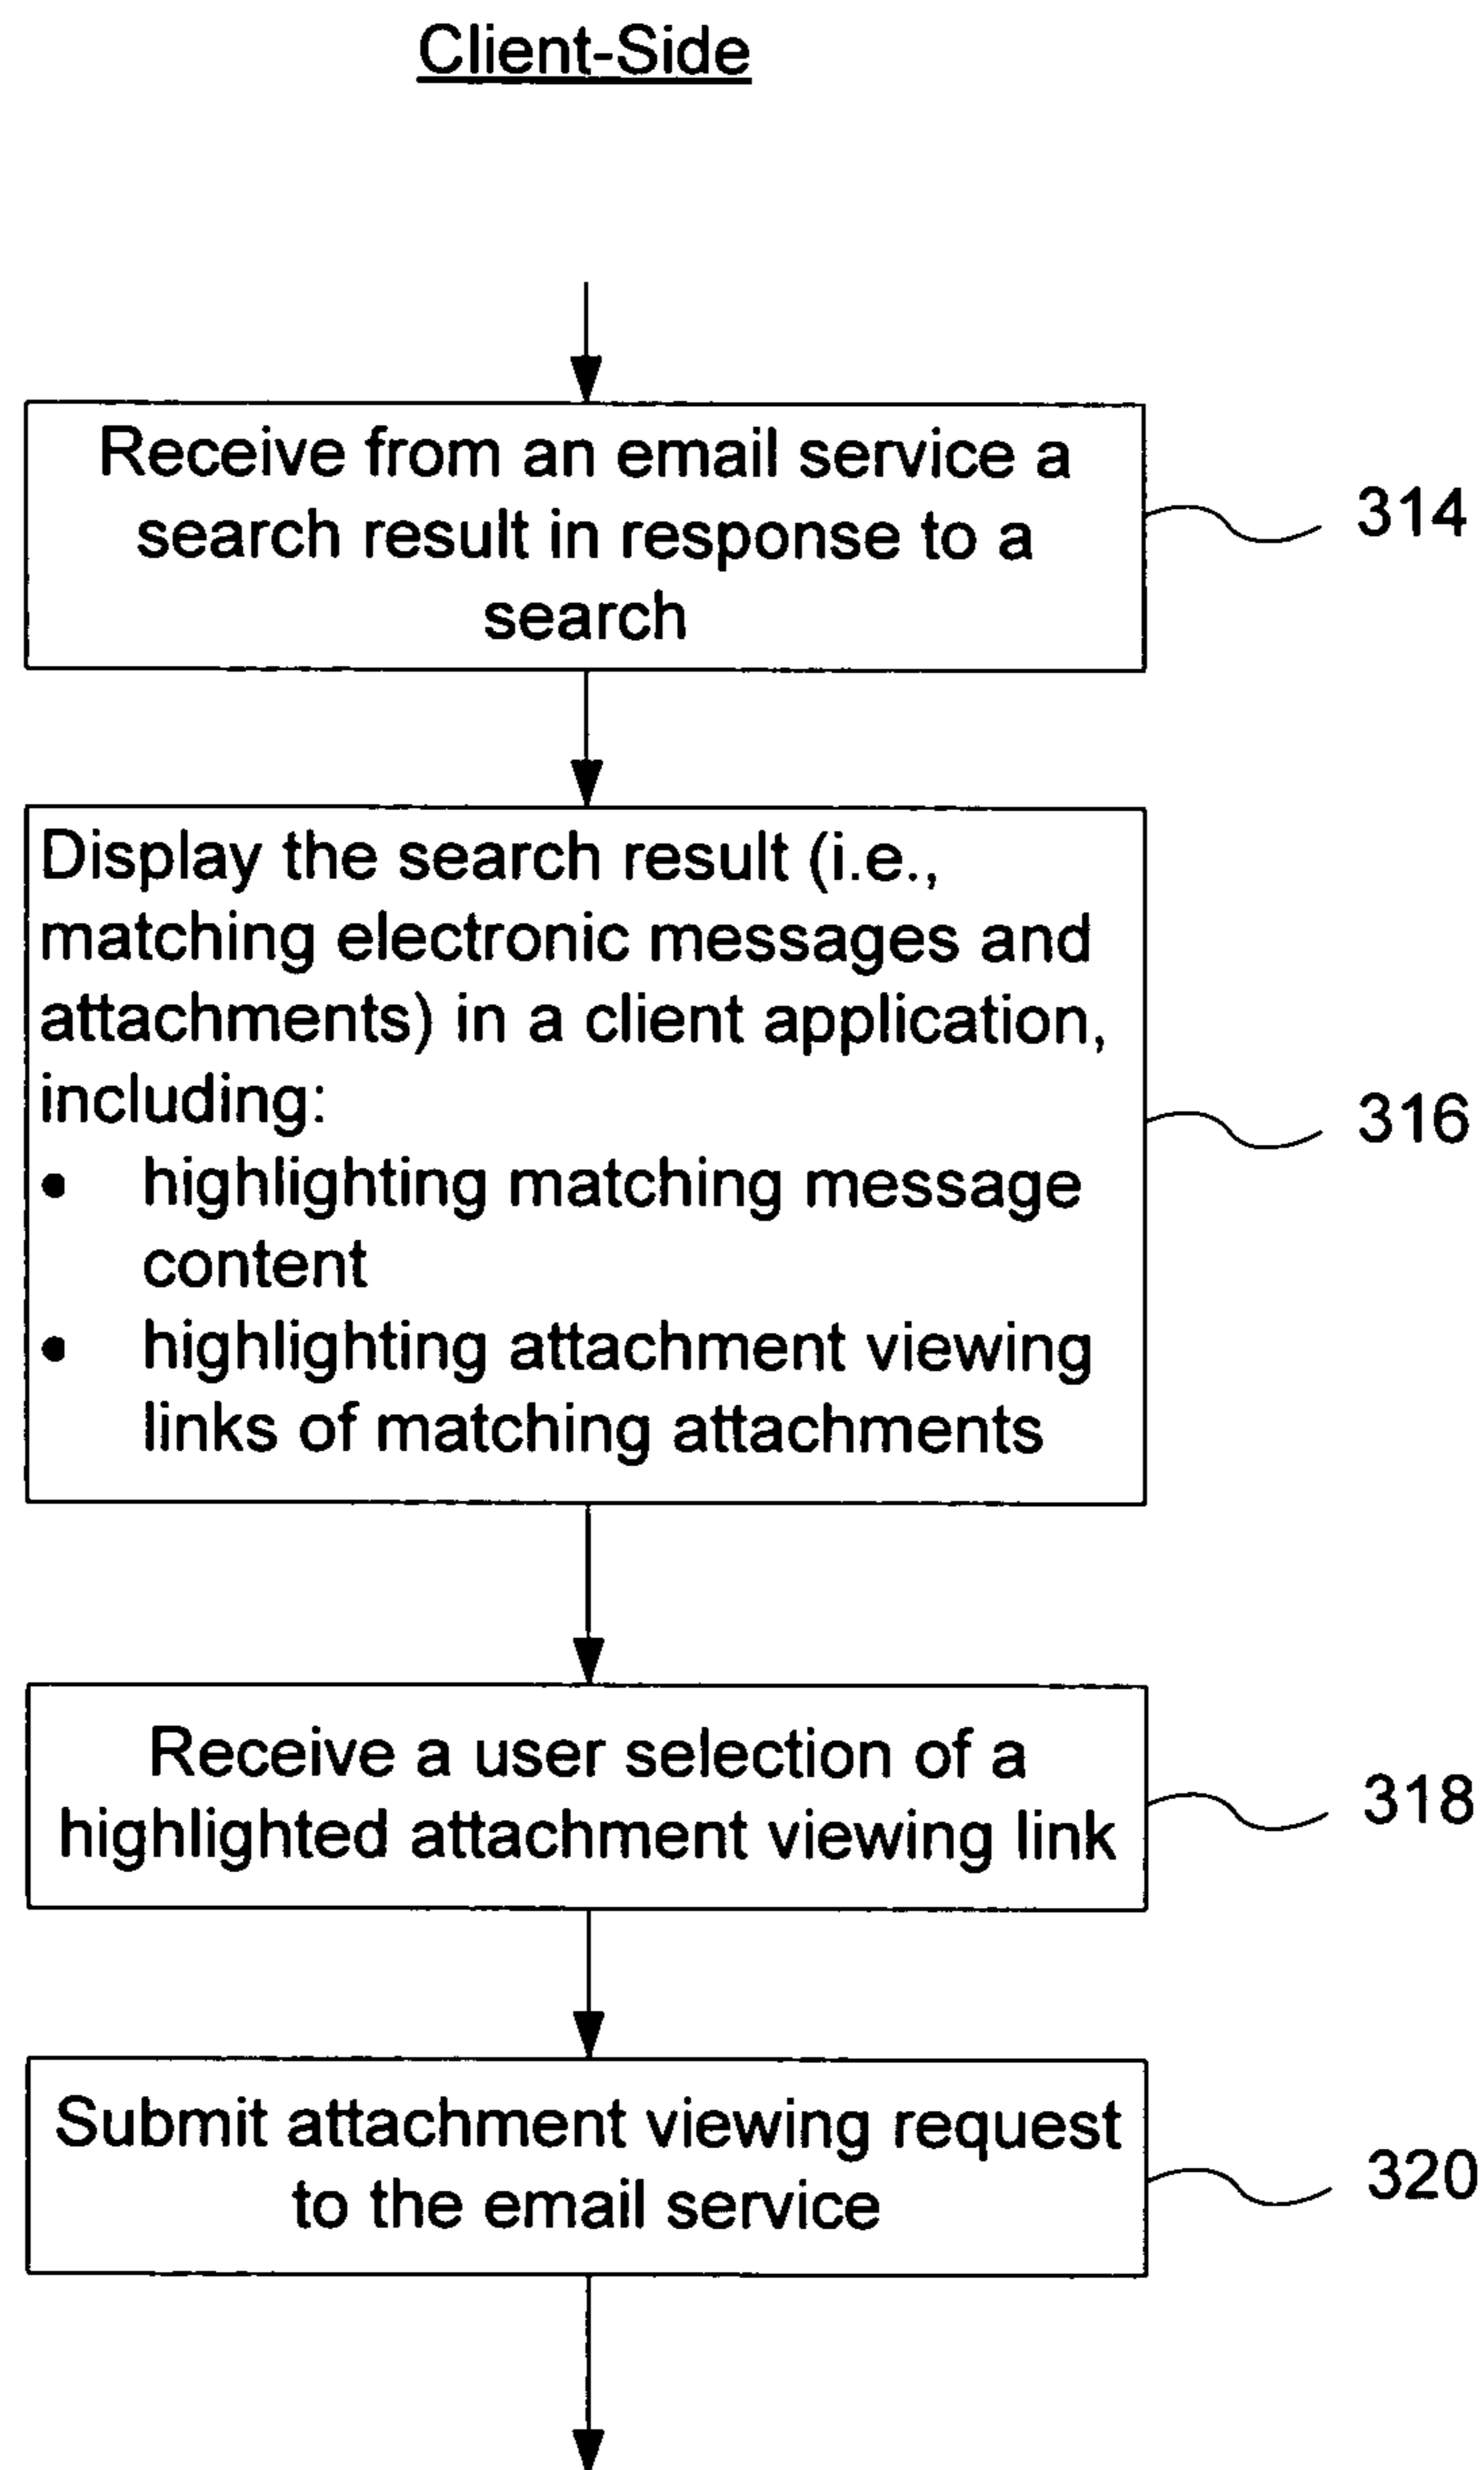 Client-Side
Receive from an email service a
search result in response to a
search
314
Display the search result (i.e.,
matching electronic messages and
attachments) in a client application,
including:
• highlighting matching message
content
• highlighting attachment viewing
links of matching attachments
316
Receive a user selection of a
highlighted attachment viewing link
318
Submit attachment viewing request
to the email service
320